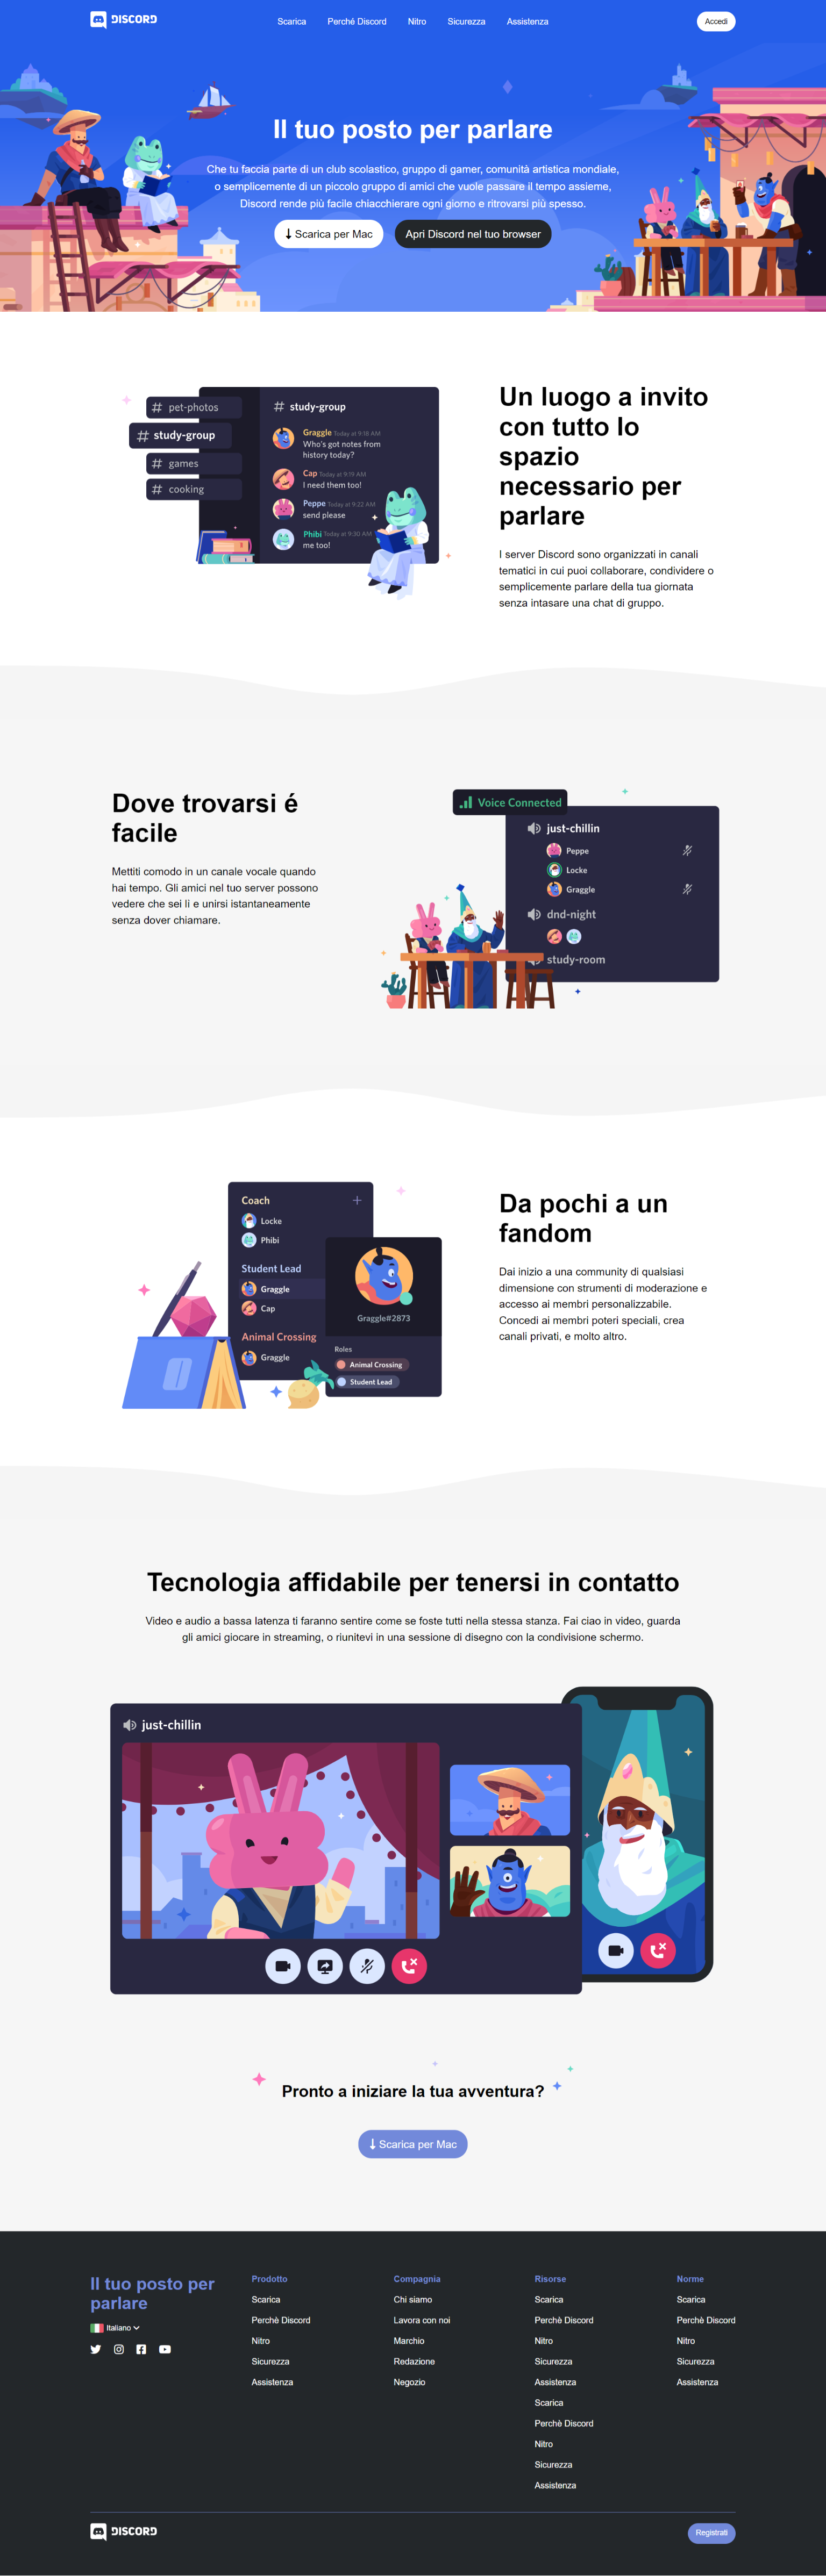 DISCORD
Scarica Perché Discord Nitro Sicurezza Assistenza
Accedi
Il tuo posto per parlare
Che tu faccia parte di un club scolastico, gruppo di gamer, comunità artistica mondiale,
o semplicemente di un piccolo gruppo di amici che vuole passare il tempo assieme,
Discord rende più facile chiacchierare ogni giorno e ritrovarsi più spesso.
Scarica per Mac
Apri Discord nel tuo browser
# pet-photos
# study-group
# games
# cooking
# study-group
Graggle Today at 9:18 AM
Who's got notes from
history today?
Cap Today at 9:19 AM
I need them too!
Peppe Today at 9:22 AM
send please
Phibi Today at 9:30 AM
me too!
Un luogo a invito
con tutto lo
spazio
necessario per
parlare
I server Discord sono organizzati in canali
tematici in cui puoi collaborare, condividere o
semplicemente parlare della tua giornata
senza intasare una chat di gruppo.
Dove trovarsi é
facile
Mettiti comodo in un canale vocale quando
hai tempo. Gli amici nel tuo server possono
vedere che sei lì e unirsi istantaneamente
senza dover chiamare.
Voice Connected
just-chillin
Peppe
Locke
Graggle
dnd-night
study-room
Coach
Locke
Phibi
Student Lead
Graggle
Cap
Animal Crossing
Graggle
Graggle#2873
Roles
Animal Crossing
Student Lead
Da pochi a un
fandom
Dai inizio a una community di qualsiasi
dimensione con strumenti di moderazione e
accesso ai membri personalizzabile.
Concedi ai membri poteri speciali, crea
canali privati, e molto altro.
Tecnologia affidabile per tenersi in contatto
Video e audio a bassa latenza ti faranno sentire come se foste tutti nella stessa stanza. Fai ciao in video, guarda
gli amici giocare in streaming, o riunitevi in una sessione di disegno con la condivisione schermo.
just-chillin
Pronto a iniziare la tua avventura?
Scarica per Mac
Il tuo posto per
parlare
Italiano
Prodotto
Scarica
Perchè Discord
Nitro
Sicurezza
Assistenza
Compagnia
Chi siamo
Lavora con noi
Marchio
Redazione
Negozio
Risorse
Scarica
Perchè Discord
Nitro
Sicurezza
Assistenza
Scarica
Perchè Discord
Nitro
Sicurezza
Assistenza
Norme
Scarica
Perchè Discord
Nitro
Sicurezza
Assistenza
DISCORD
Registrati